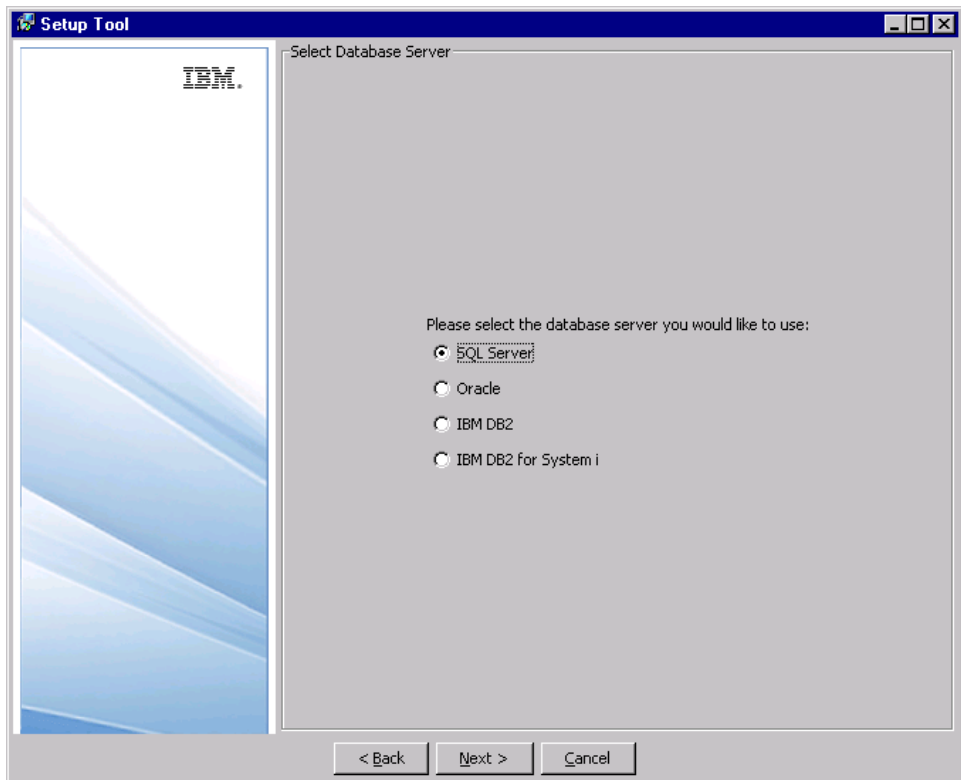 Setup Tool
IBM.
Select Database Server
Please select the database server you would like to use:
SQL Server
Oracle
IBM DB2
IBM DB2 for System i
< Back
Next >
Cancel